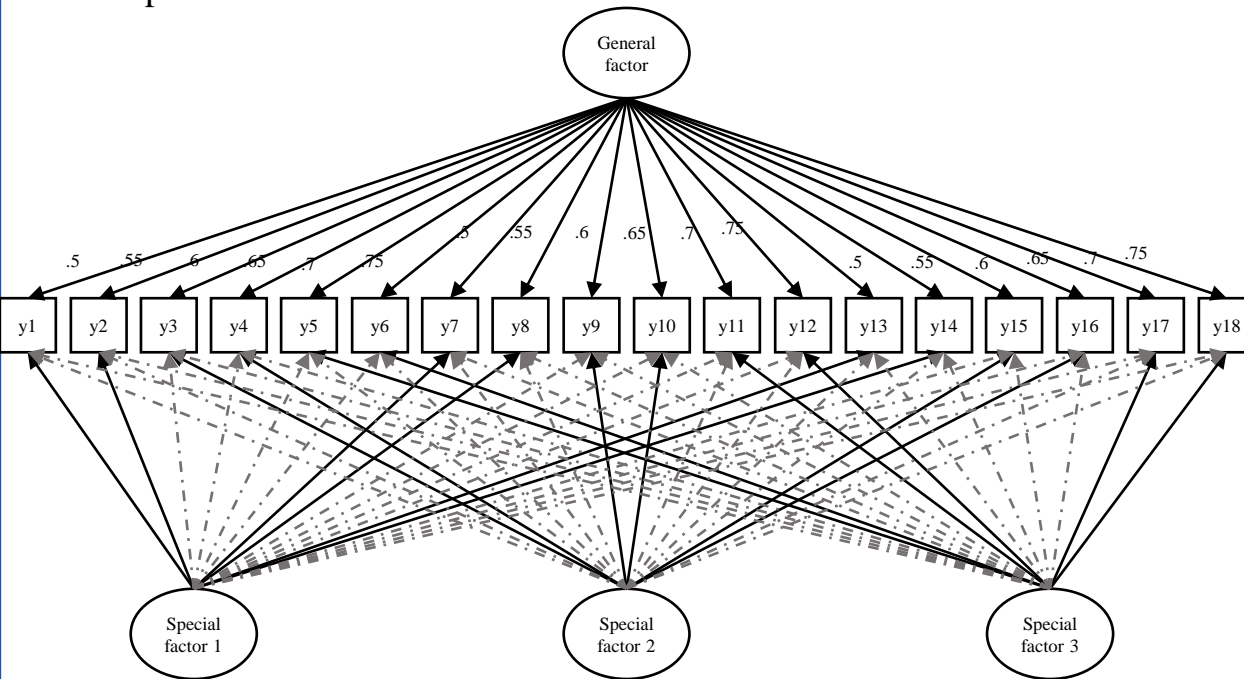 General
factor
.5 .55 .6 .65 .7 .75 .5 .55 .6 .65 .7 .75 .5 .55 .6 .65 .7 .75
y1 y2 y3 y4 y5 y6 y7 y8 y9 y10 y11 y12 y13 y14 y15 y16 y17 y18
Special
factor 1
Special
factor 2
Special
factor 3